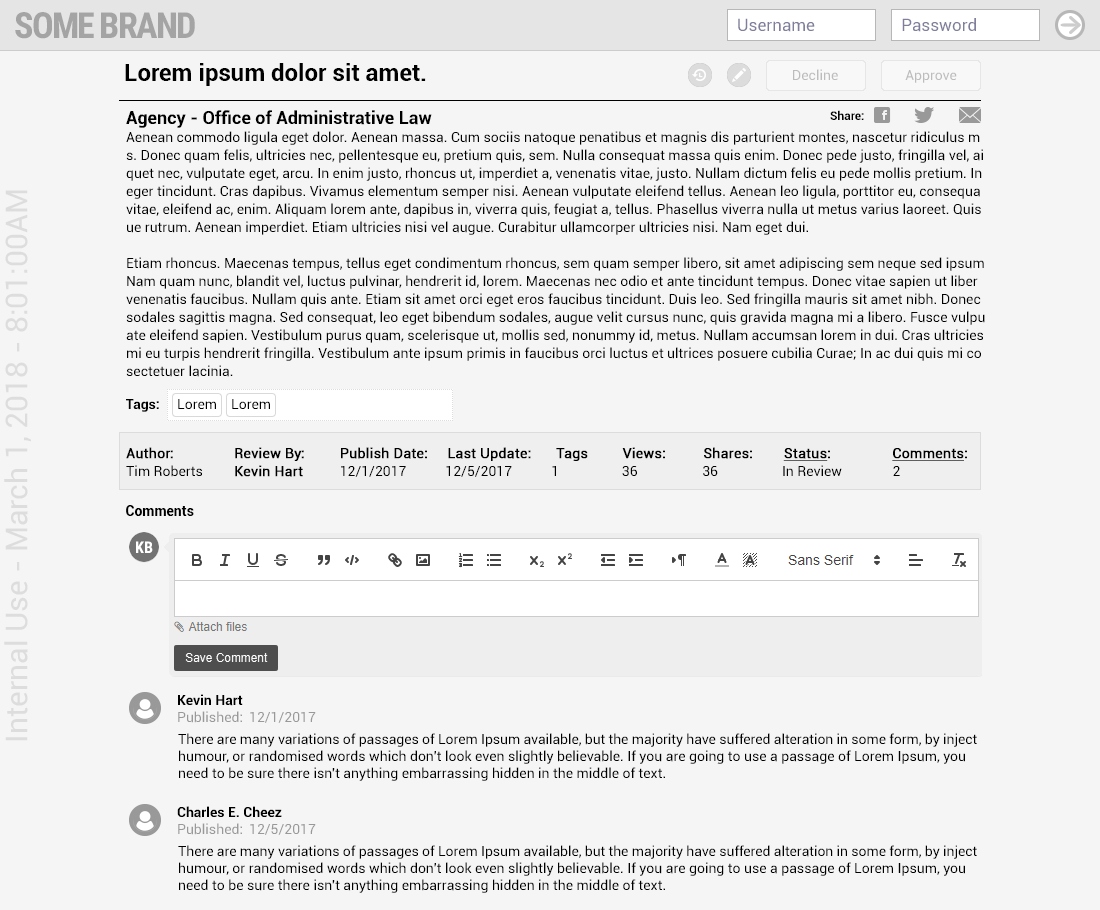 SOME BRAND
Username
Password
Lorem ipsum dolor sit amet.
Decline
Approve
Agency - Office of Administrative Law
Share:
Aenean commodo ligula eget dolor. Aenean massa. Cum sociis natoque penatibus et magnis dis parturient montes, nascetur ridiculus m
s. Donec quam felis, ultricies nec, pellentesque eu, pretium quis, sem. Nulla consequat massa quis enim. Donec pede justo, fringilla vel, ai
quet nec, vulputate eget, arcu. In enim justo, rhoncus ut, imperdiet a, venenatis vitae, justo. Nullam dictum felis eu pede mollis pretium. In
eger tincidunt. Cras dapibus. Vivamus elementum semper nisi. Aenean vulputate eleifend tellus. Aenean leo ligula, porttitor eu, consequa
vitae, eleifend ac, enim. Aliquam lorem ante, dapibus in, viverra quis, feugiat a, tellus. Phasellus viverra nulla ut metus varius laoreet. Quis
ue rutrum. Aenean imperdiet. Etiam ultricies nisi vel augue. Curabitur ullamcorper ultricies nisi. Nam eget dui.
Etiam rhoncus. Maecenas tempus, tellus eget condimentum rhoncus, sem quam semper libero, sit amet adipiscing sem neque sed ipsum
Nam quam nunc, blandit vel, luctus pulvinar, hendrerit id, lorem. Maecenas nec odio et ante tincidunt tempus. Donec vitae sapien ut liber
venenatis faucibus. Nullam quis ante. Etiam sit amet orci eget eros faucibus tincidunt. Duis leo. Sed fringilla mauris sit amet nibh. Donec
sodales sagittis magna. Sed consequat, leo eget bibendum sodales, augue velit cursus nunc, quis gravida magna mi a libero. Fusce vulpu
ate eleifend sapien. Vestibulum purus quam, scelerisque ut, mollis sed, nonummy id, metus. Nullam accumsan lorem in dui. Cras ultricies
mi eu turpis hendrerit fringilla. Vestibulum ante ipsum primis in faucibus orci luctus et ultrices posuere cubilia Curae; In ac dui quis mi co
sectetuer lacinia.
Tags: Lorem Lorem
Author: Review By: Publish Date: Last Update: Tags Views: Shares: Status: Comments:
Tim Roberts Kevin Hart 12/1/2017 12/5/2017 1 36 36 In Review 2
Comments
KB
Sans Serif
Attach files
Save Comment
Kevin Hart
Published: 12/1/2017
There are many variations of passages of Lorem Ipsum available, but the majority have suffered alteration in some form, by inject
humour, or randomised words which don't look even slightly believable. If you are going to use a passage of Lorem Ipsum, you
need to be sure there isn't anything embarrassing hidden in the middle of text.
Charles E. Cheez
Published: 12/5/2017
There are many variations of passages of Lorem Ipsum available, but the majority have suffered alteration in some form, by inject
humour, or randomised words which don't look even slightly believable. If you are going to use a passage of Lorem Ipsum, you
need to be sure there isn't anything embarrassing hidden in the middle of text.
Internal Use - March 1, 2018 - 8:01:00AM